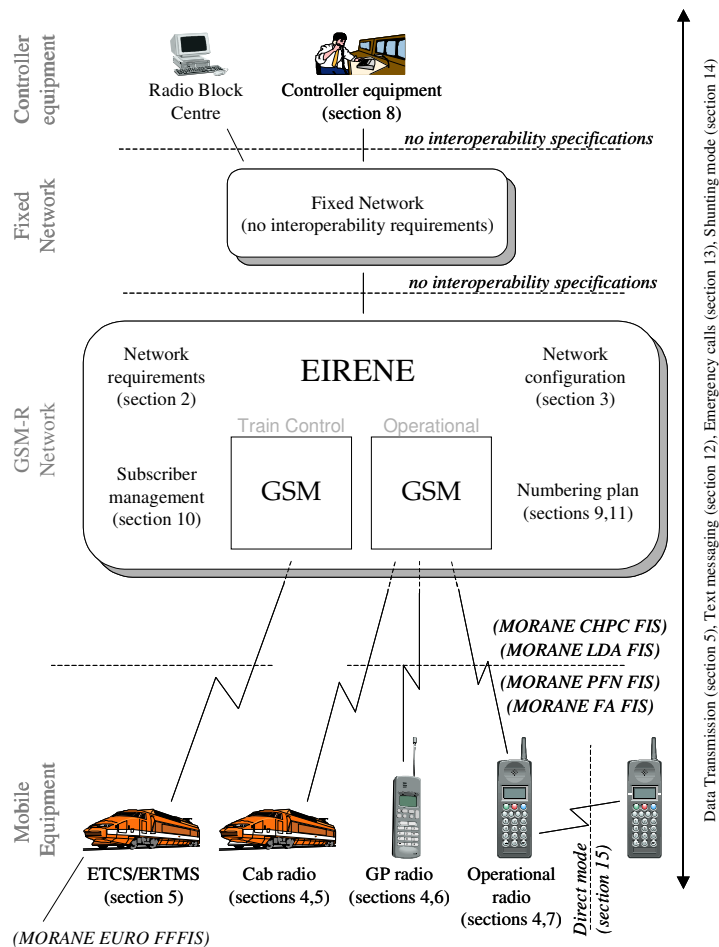 Controller
equipment
Radio Block
Centre
Controller equipment
(section 8)
no interoperability specifications
Fixed
Network
Fixed Network
(no interoperability requirements)
no interoperability specifications
GSM-R
Network
Network
requirements
(section 2)
EIRENE
Network
configuration
(section 3)
Train Control
Operational
Subscriber
management
(section 10)
GSM
GSM
Numbering plan
(sections 9,11)
(MORANE CHPC FIS)
(MORANE LDA FIS)
(MORANE PFN FIS)
(MORANE FA FIS)
Mobile
Equipment
ETCS/ERTMS
(section 5)
Cab radio
(sections 4,5)
GP radio
(sections 4,6)
Operational
radio
(sections 4,7)
Direct mode
(section 15)
(MORANE EURO FFFIS)
Data Transmission (section 5), Text messaging (section 12), Emergency calls (section 13), Shunting mode (section 14)